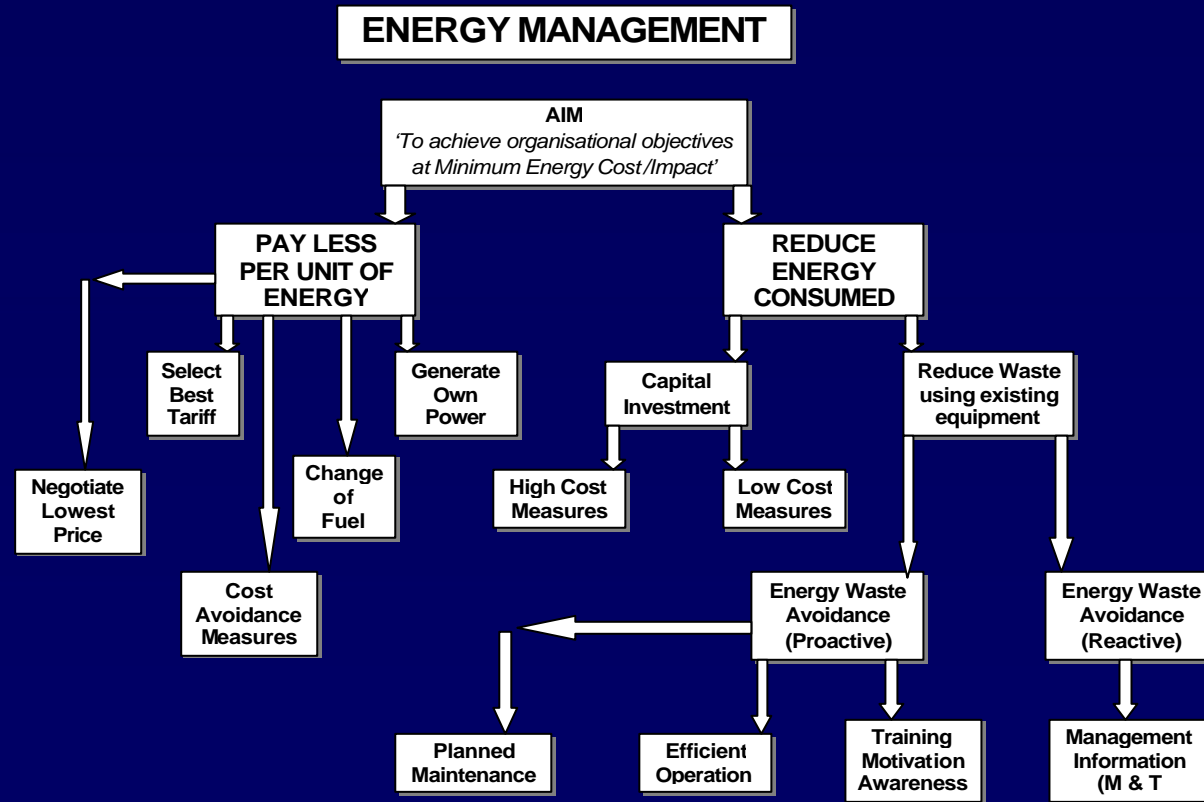 ENERGY MANAGEMENT
AIM
‘To achieve organisational objectives
at Minimum Energy Cost/Impact’
PAY LESS
PER UNIT OF
ENERGY
REDUCE
ENERGY
CONSUMED
Select
Best
Tariff
Generate
Own
Power
Capital
Investment
Reduce Waste
using existing
equipment
Negotiate
Lowest
Price
Change
of
Fuel
High Cost
Measures
Low Cost
Measures
Cost
Avoidance
Measures
Energy Waste
Avoidance
(Proactive)
Energy Waste
Avoidance
(Reactive)
Planned
Maintenance
Efficient
Operation
Training
Motivation
Awareness
Management
Information
(M & T